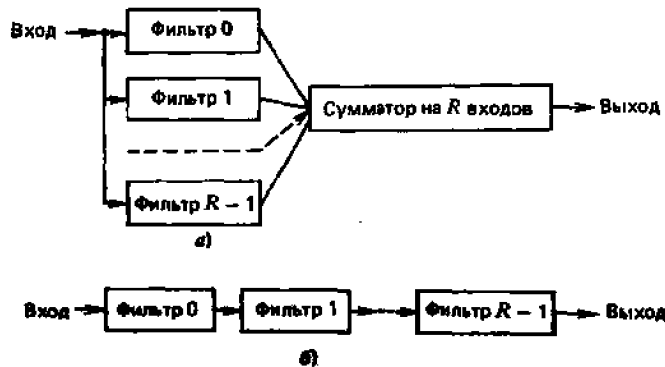 Вход
Фильтр 0
Фильтр 1
Сумматор на R входов
Выход
Фильтр R – 1
а)
Вход
Фильтр 0
Фильтр 1
Фильтр R – 1
Выход
б)